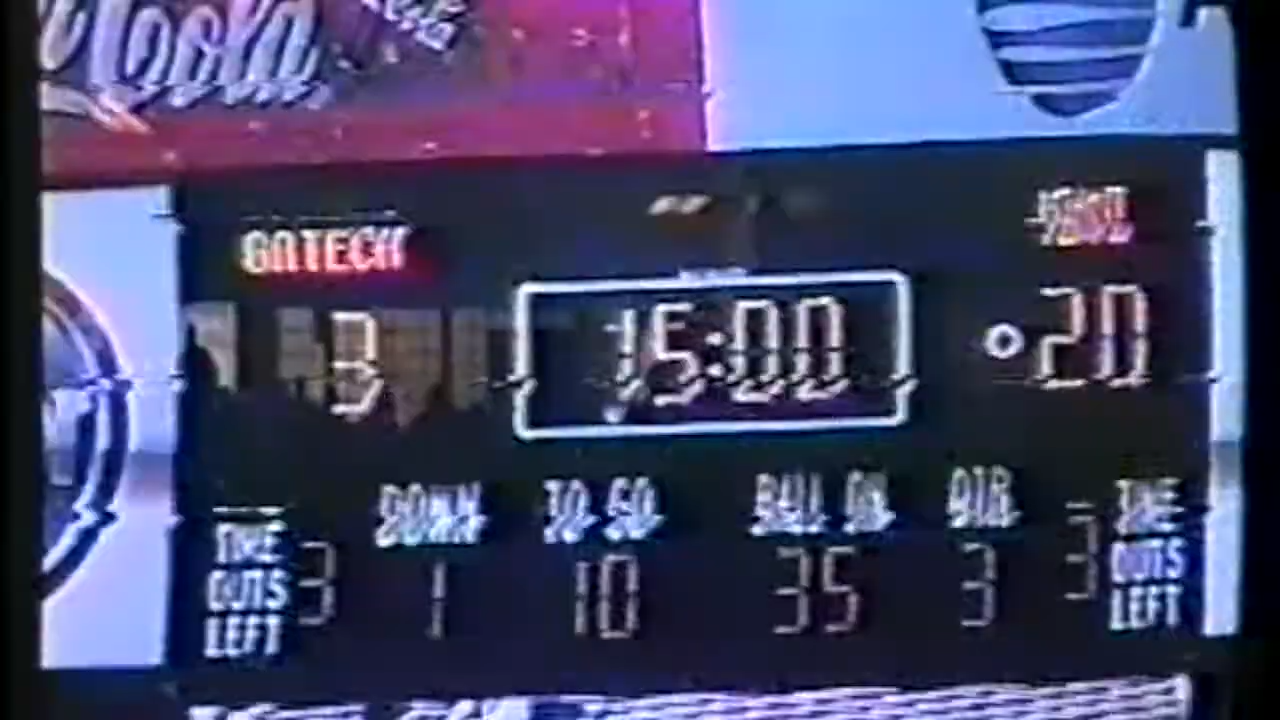 Cola
GATECH
3 15:00 20
DOWN TO GO BALL ON QTR
TIME OUTS LEFT 3 1 10 35 3 3 TIME OUTS LEFT